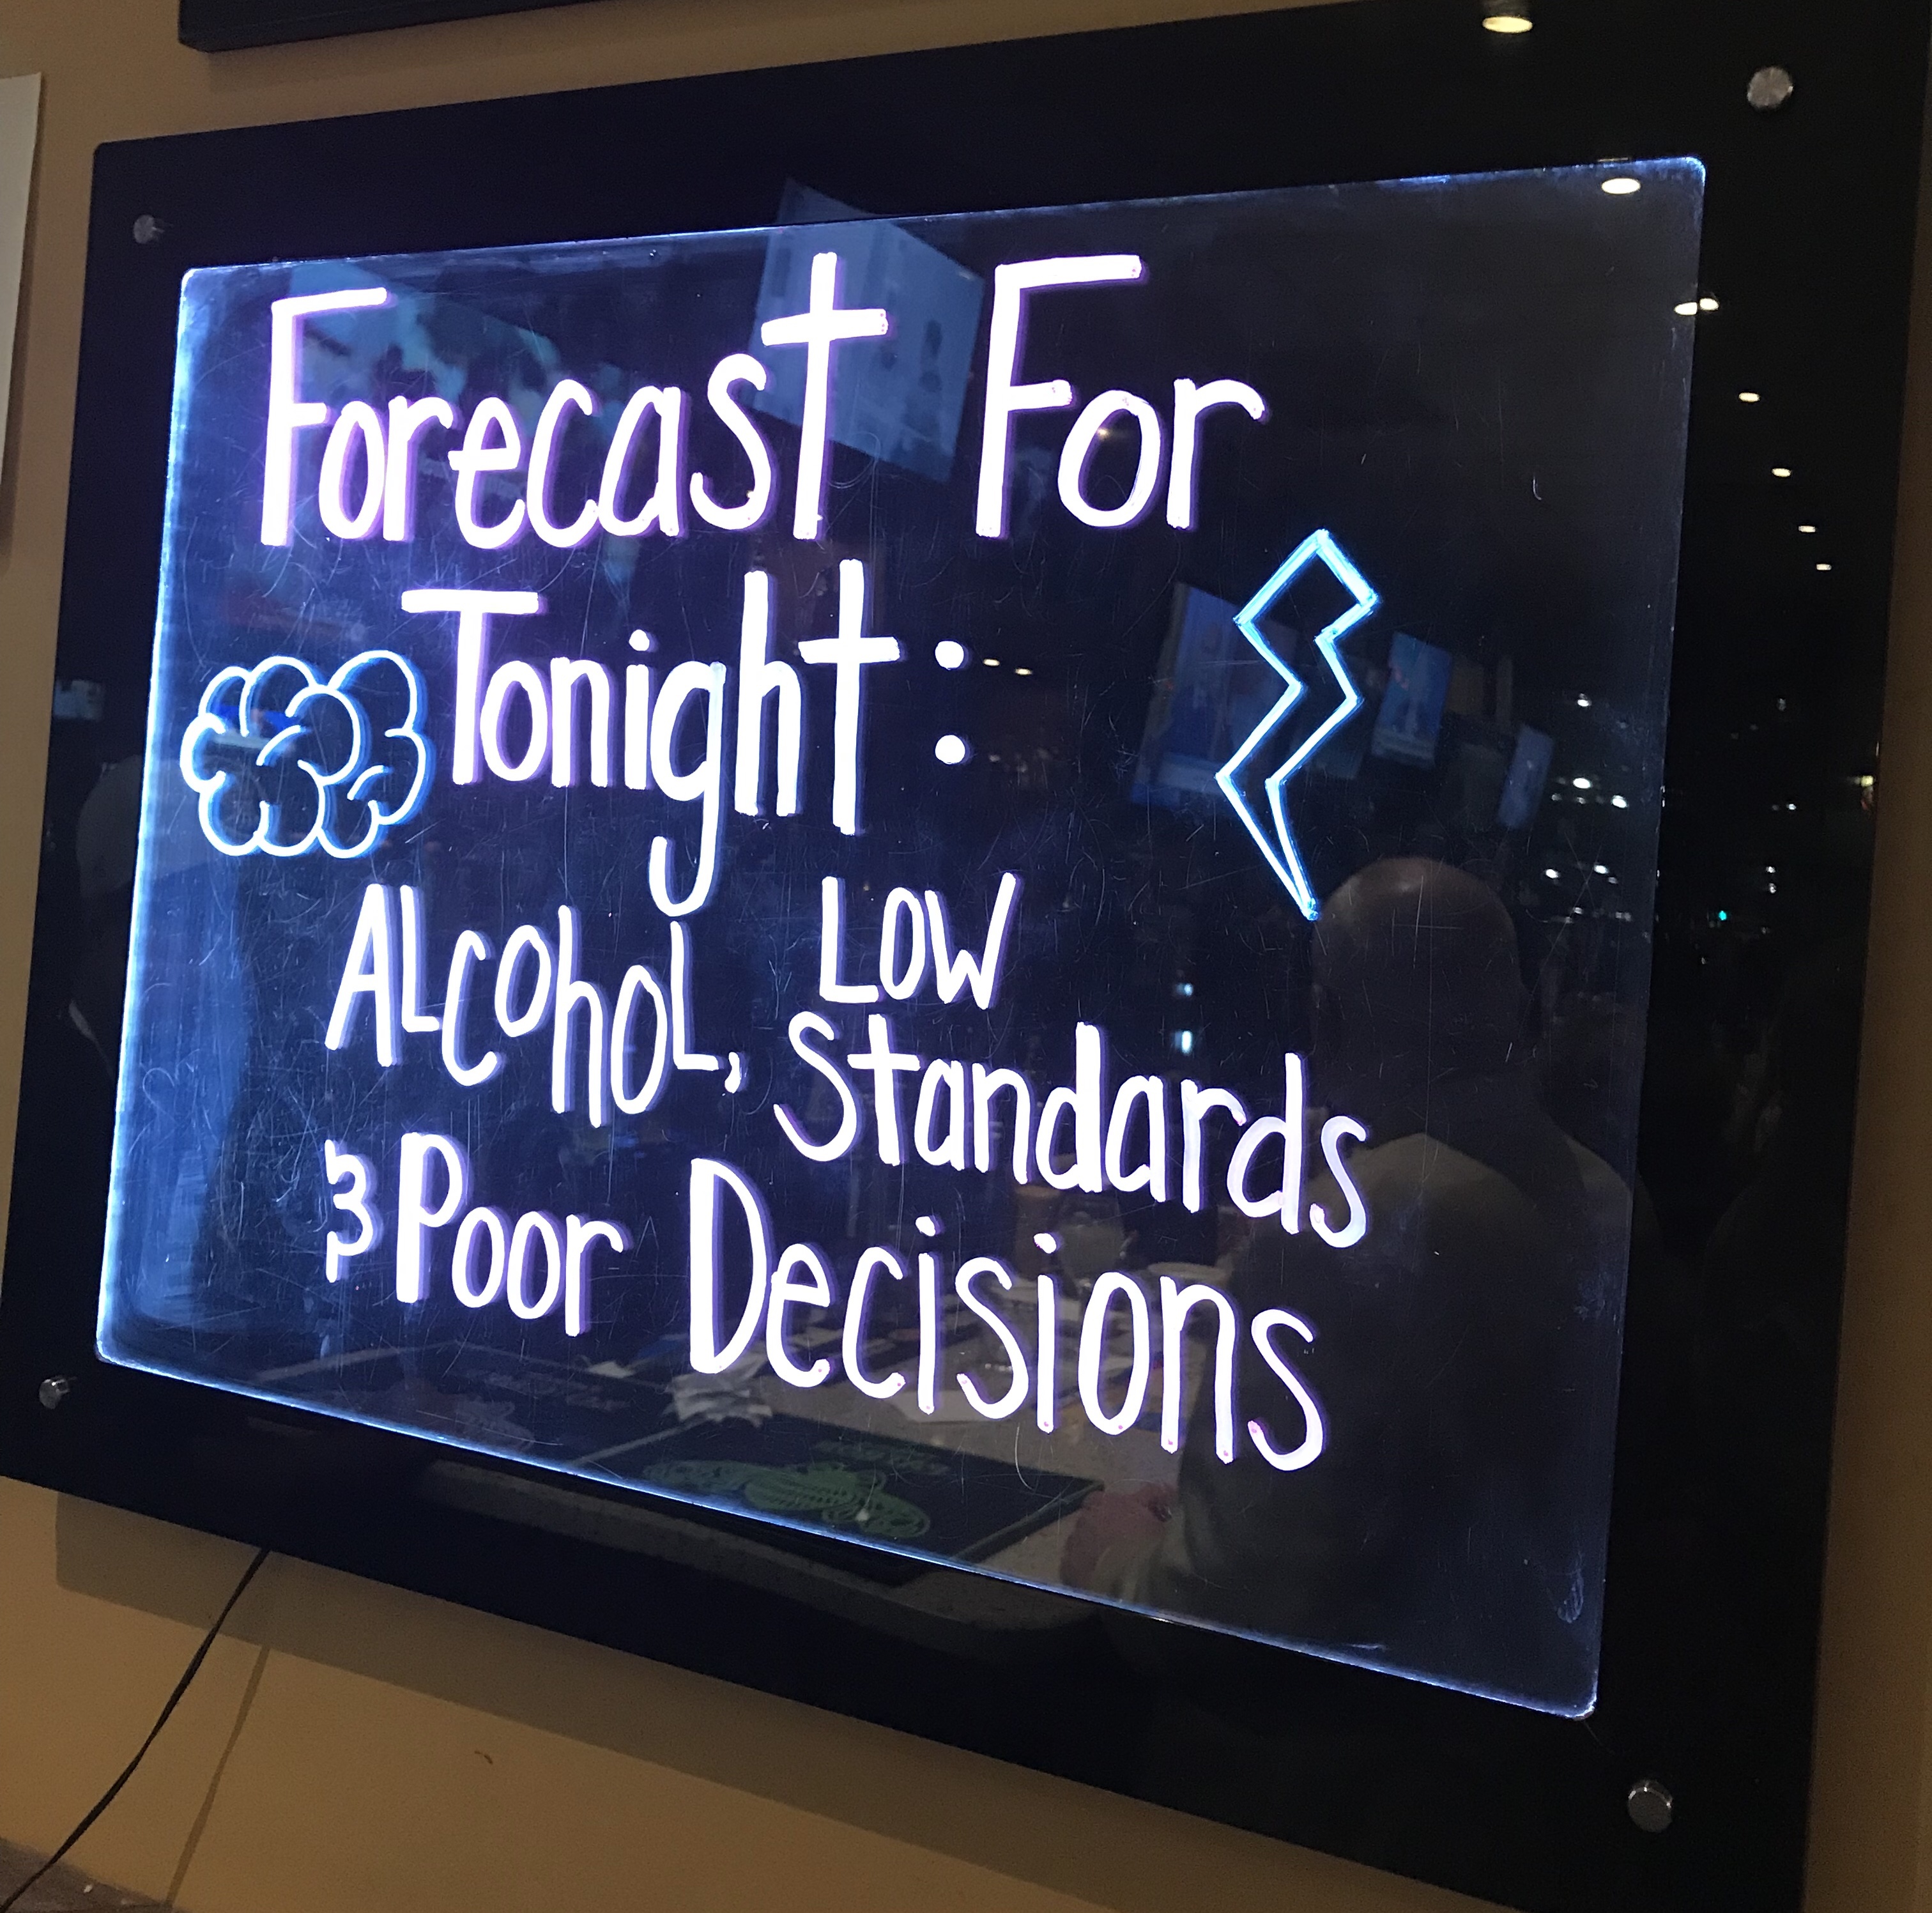 Forecast For
Tonight:
ALcohoL, Low
Standards
& Poor Decisions